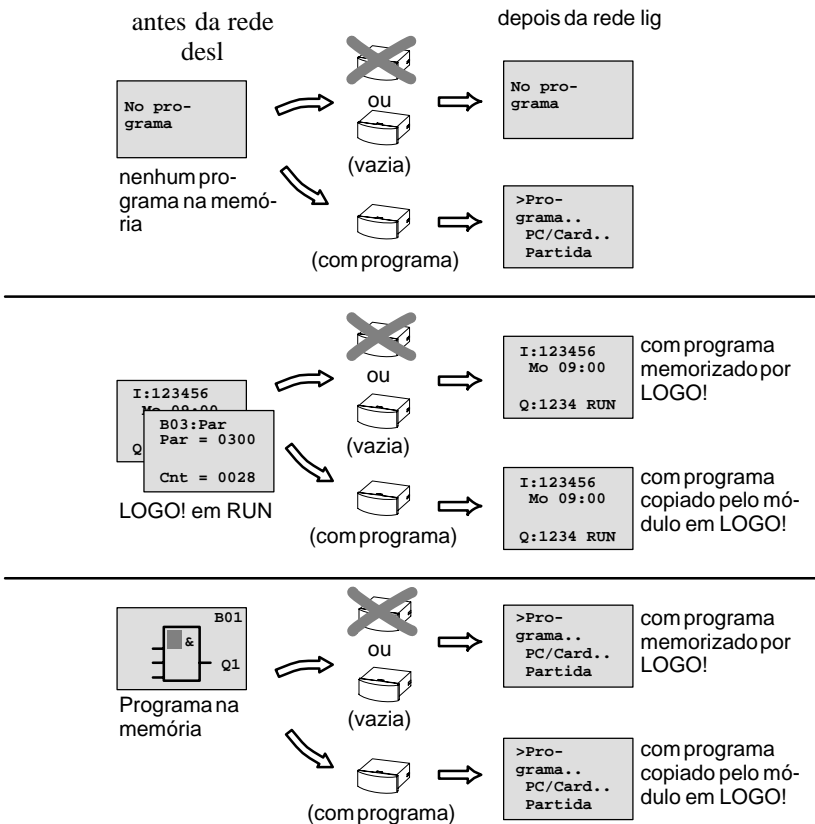 antes da rede
desl
depois da rede lig
No pro-
grama
ou
(vazia)
No pro-
grama
nenhum pro-
grama na memó-
ria
(com programa)
>Pro-
grama..
PC/Card..
Partida
I:123456
Mo 09:00
Q
B03:Par
Par = 0300
Cnt = 0028
LOGO! em RUN
ou
(vazia)
I:123456
Mo 09:00
Q:1234 RUN
com programa
memorizado por
LOGO!
(com programa)
I:123456
Mo 09:00
Q:1234 RUN
com programa
copiado pelo mó-
dulo em LOGO!
B01
&
Q1
Programa na
memória
ou
(vazia)
>Pro-
grama..
PC/Card..
Partida
com programa
memorizado por
LOGO!
(com programa)
>Pro-
grama..
PC/Card..
Partida
com programa
copiado pelo mó-
dulo em LOGO!